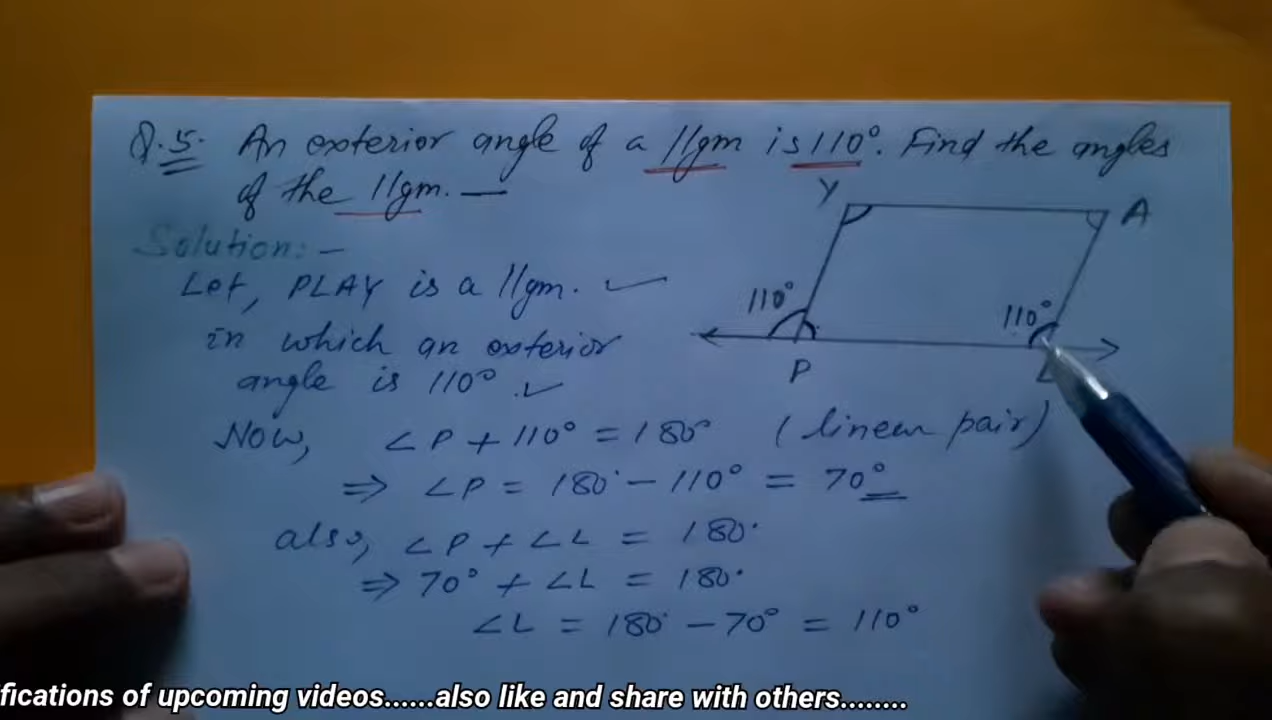 Q.5. An exterior angle of a ||gm is 110°. Find the angles
of the ||gm. —
Solution:-
Let, PLAY is a ||gm. ✓
in which an exterior
angle is 110° ✓
Now, ∠P + 110° = 180° (linear pair)
⇒ ∠P = 180° - 110° = 70°
also, ∠P + ∠L = 180°
⇒ 70° + ∠L = 180°
∠L = 180° - 70° = 110°
Y
A
110°
110°
P
L
fications of upcoming videos......also like and share with others........